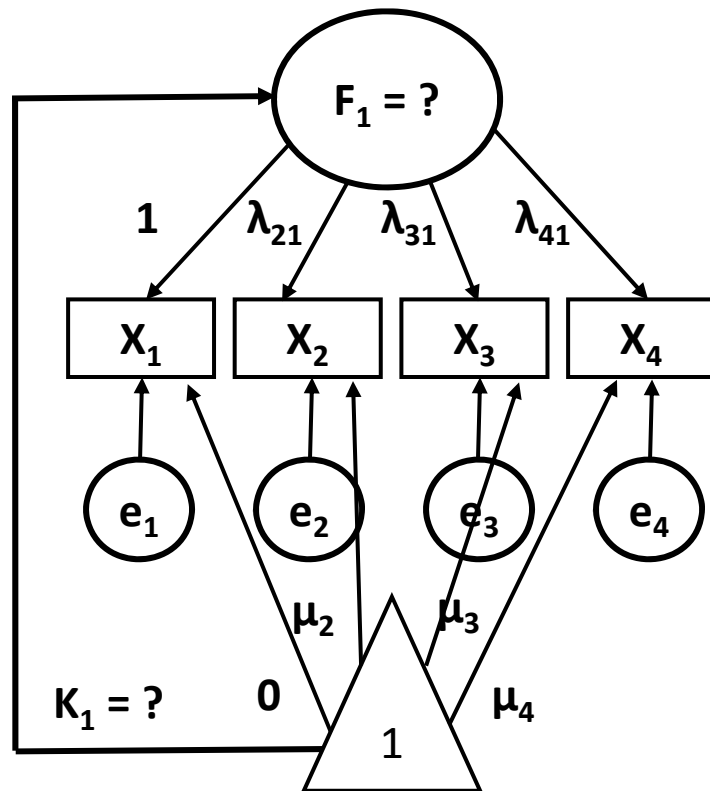 F₁ = ?
1 λ₂₁ λ₃₁ λ₄₁
X₁ X₂ X₃ X₄
e₁ e₂ e₃ e₄
μ₂ μ₃
K₁ = ? 0 μ₄
1